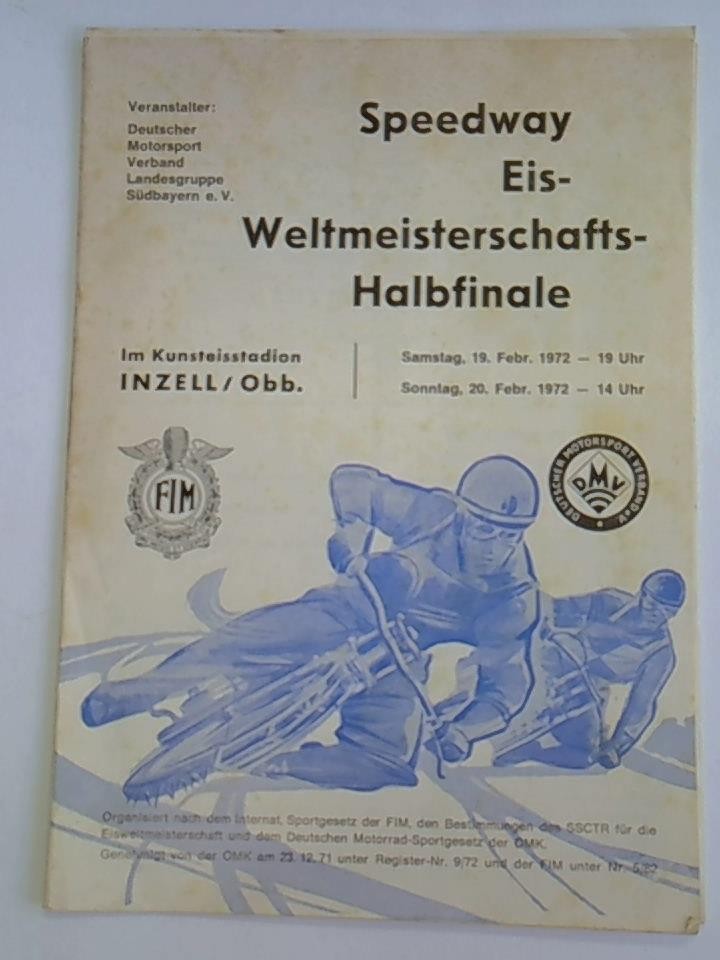 Veranstalter:
Deutscher
Motorsport
Verband
Landesgruppe
Südbayern e. V.
Speedway
Eis-
Weltmeisterschafts-
Halbfinale
Im Kunsteisstadion
INZELL / Obb.
Samstag, 19. Febr. 1972 — 19 Uhr
Sonntag, 20. Febr. 1972 — 14 Uhr
FIM
DEUTSCHER MOTORSPORT VERBAND e.V.
DMV
Organisiert nach dem Internat. Sportgesetz der FIM, den Bestimmungen des SSCTR für die
Eisweltmeisterschaft und dem Deutschen Motorrad-Sportgesetz der OMK.
Genehmigt von der OMK am 23. 12. 71 unter Register-Nr. 9/72 und der FIM unter Nr.